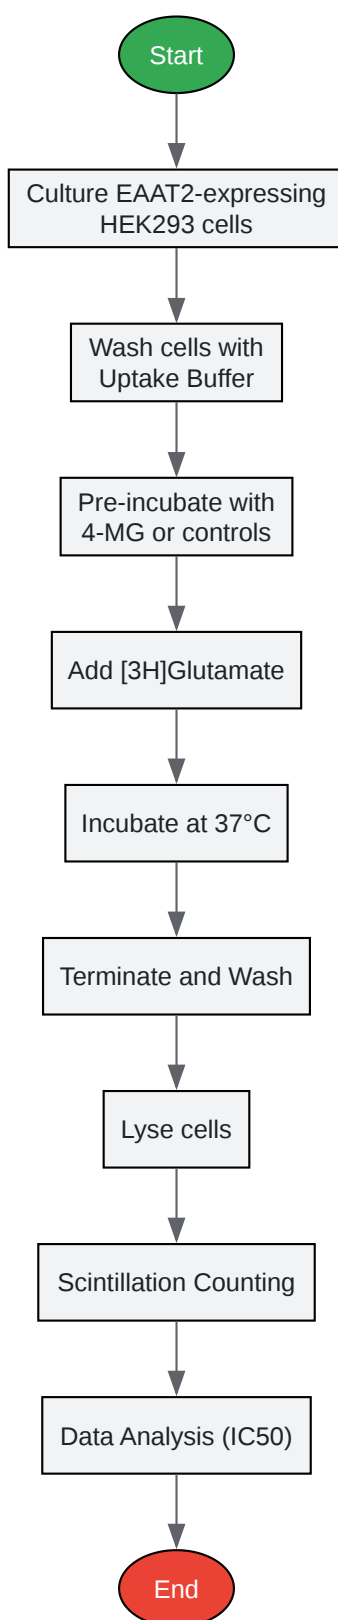 Start
Culture EAAT2-expressing
HEK293 cells
Wash cells with
Uptake Buffer
Pre-incubate with
4-MG or controls
Add [3H]Glutamate
Incubate at 37°C
Terminate and Wash
Lyse cells
Scintillation Counting
Data Analysis (IC50)
End